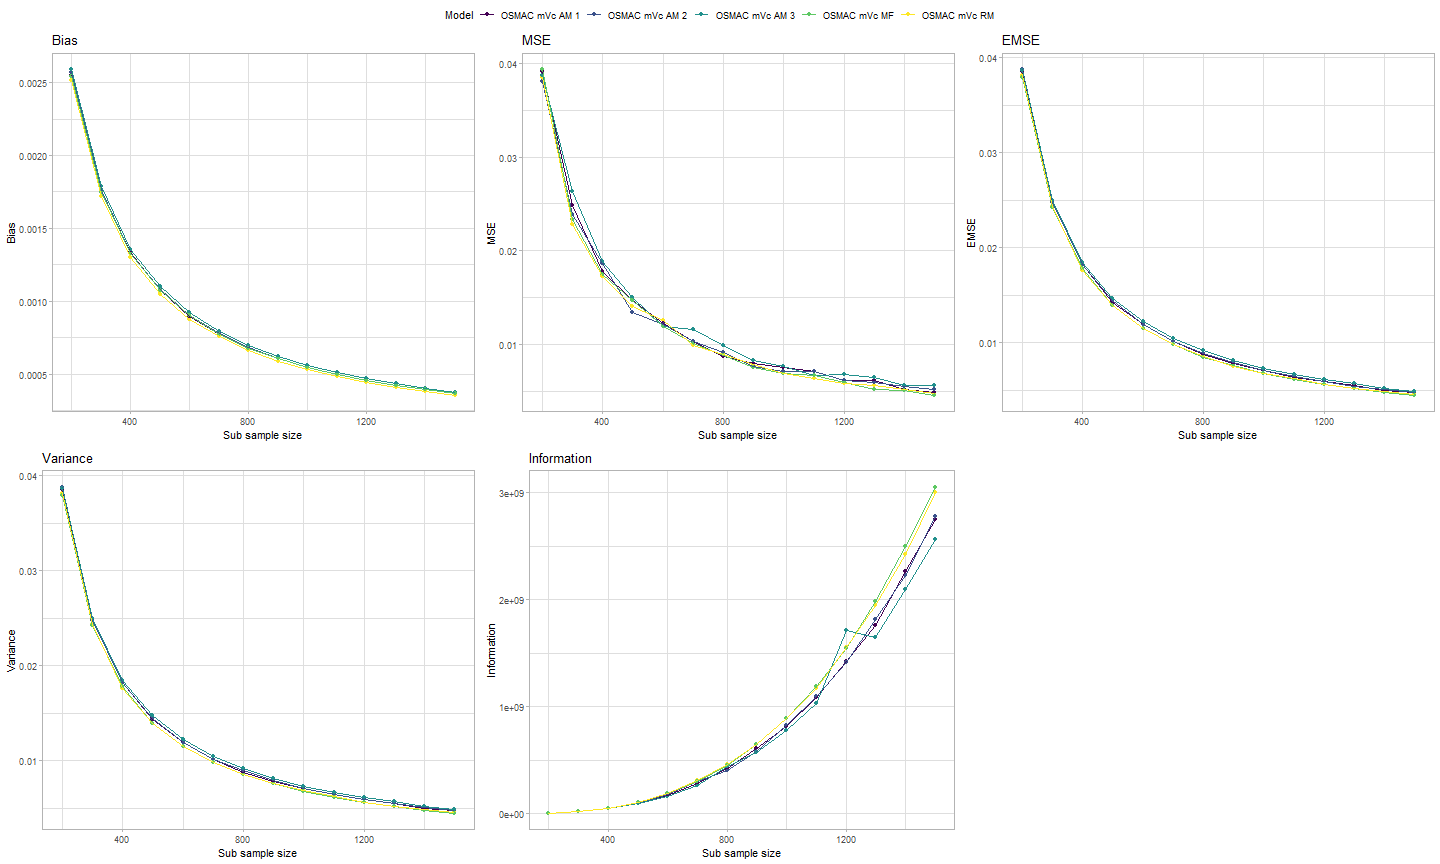 Model OSMAC mVc AM 1 OSMAC mVc AM 2 OSMAC mVc AM 3 OSMAC mVc MF OSMAC mVc RM
Bias
0.0025
0.0020
0.0015
0.0010
0.0005
Bias
400 800 1200
Sub sample size
MSE
0.04
0.03
0.02
0.01
MSE
400 800 1200
Sub sample size
EMSE
0.04
0.03
0.02
0.01
EMSE
400 800 1200
Sub sample size
Variance
0.04
0.03
0.02
0.01
Variance
400 800 1200
Sub sample size
Information
3e+09
2e+09
1e+09
0e+00
Information
400 800 1200
Sub sample size